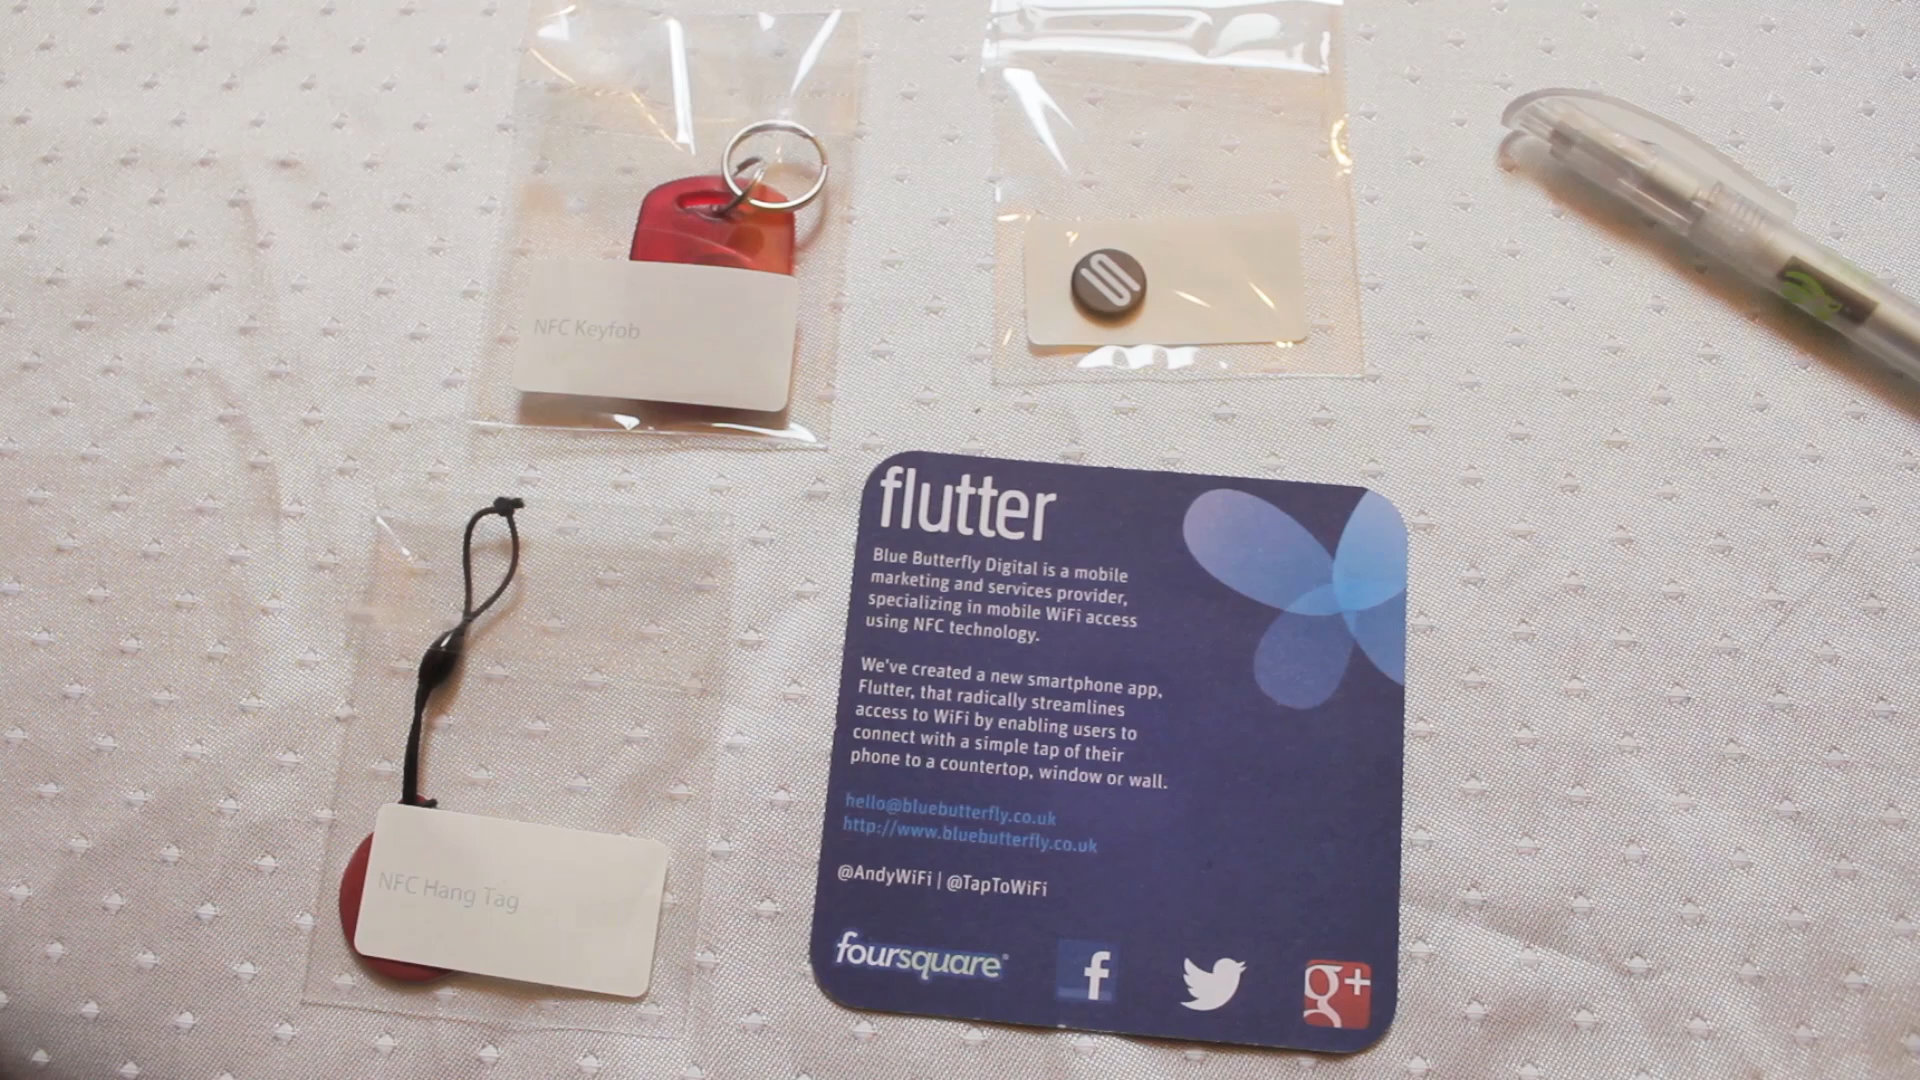 NFC Keyfob
flutter
Blue Butterfly Digital is a mobile
marketing and services provider,
specializing in mobile WiFi access
using NFC technology.
We've created a new smartphone app,
Flutter, that radically streamlines
access to WiFi by enabling users to
connect with a simple tap of their
phone to a countertop, window or wall.
hello@bluebutterfly.co.uk
http://www.bluebutterfly.co.uk
@AndyWiFi | @TapToWiFi
foursquare®
f
g+
NFC Hang Tag